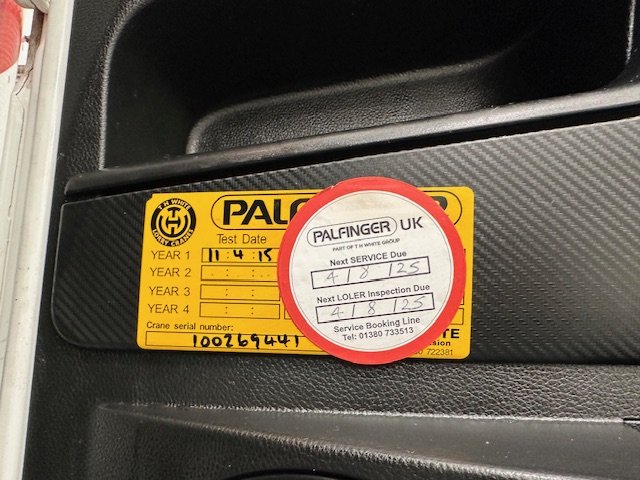 T H WHITE
LORRY CRANES
PALFINGER
Test Date
YEAR 1 11 : 4 : 15
YEAR 2
YEAR 3
YEAR 4
Crane serial number:
100269441
722381
PALFINGER UK
PART OF T H WHITE GROUP
Next SERVICE Due
4 / 8 / 25
Next LOLER Inspection Due
4 / 8 / 25
Service Booking Line
Tel: 01380 733513